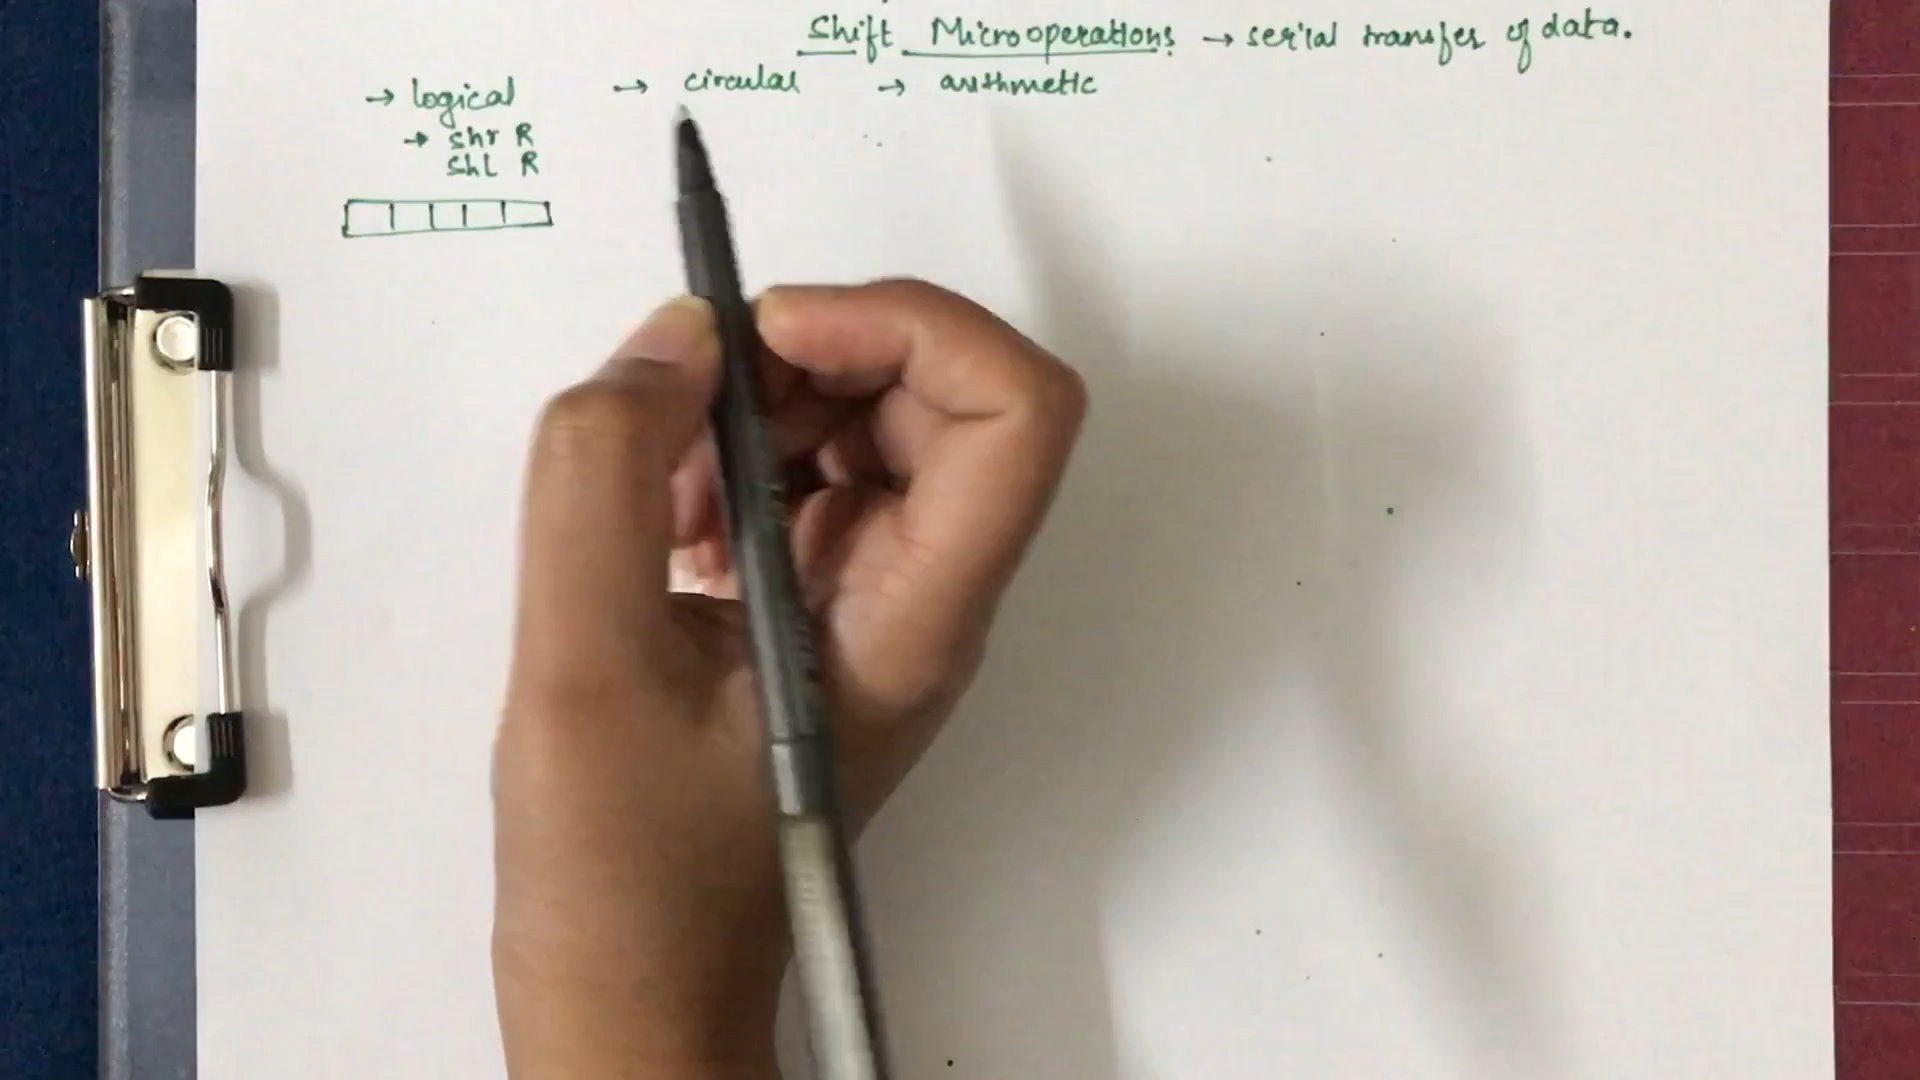 Shift Microoperations → serial transfer of data.
→ logical → circular → arithmetic
→ shr R
shl R